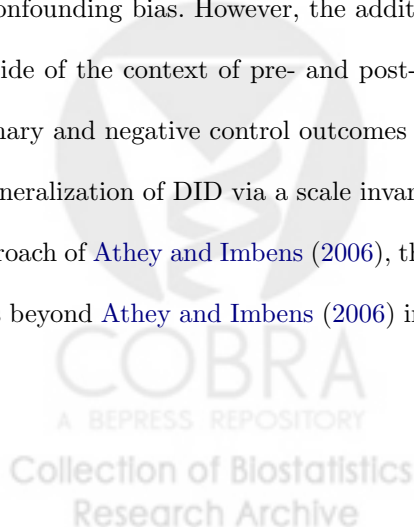 onfounding bias. However, the addit
ide of the context of pre- and post-
nary and negative control outcomes
neralization of DID via a scale invar
roach of Athey and Imbens (2006), th
beyond Athey and Imbens (2006) in
COBRA
A BEPRESS REPOSITORY
Collection of Biostatistics
Research Archive